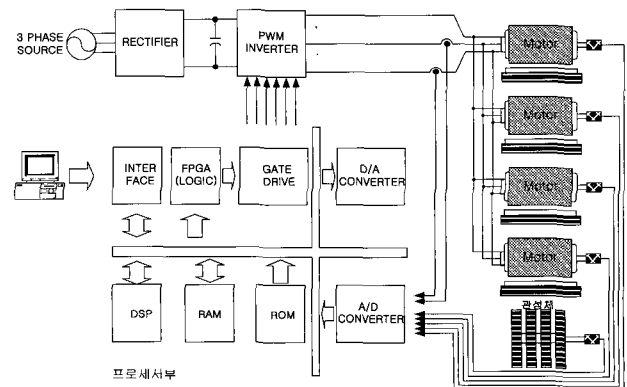 3 PHASE
SOURCE
RECTIFIER
PWM
INVERTER
Motor
Motor
Motor
Motor
INTER
FACE
FPGA
(LOGIC)
GATE
DRIVE
D/A
CONVERTER
DSP
RAM
ROM
A/D
CONVERTER
관성체
프로세서부